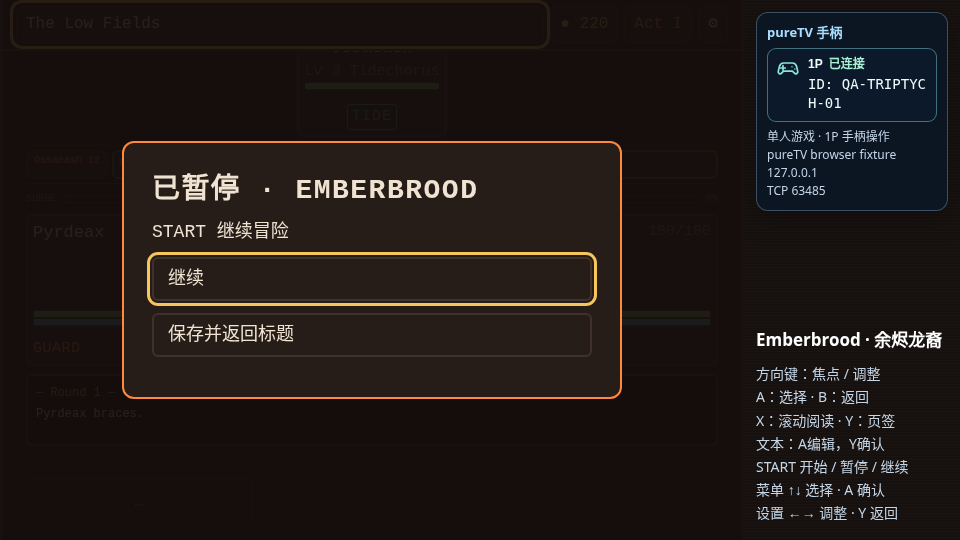 The Low Fields
● 220
Act I
⚙
Lv 8 Tidechorus
TIDE
Pyrdeax
180/180
GUARD
— Round 1 —
Pyrdeax braces.
已暂停 · EMBERBROOD
START 继续冒险
继续
保存并返回标题
pureTV 手柄
1P 已连接
ID: QA-TRIPTYC
H-01
单人游戏 · 1P 手柄操作
pureTV browser fixture
127.0.0.1
TCP 63485
Emberbrood · 余烬龙裔
方向键：焦点 / 调整
A：选择 · B：返回
X：滚动阅读 · Y：页签
文本：A编辑，Y确认
START 开始 / 暂停 / 继续
菜单 ↑↓ 选择 · A 确认
设置 ←→ 调整 · Y 返回